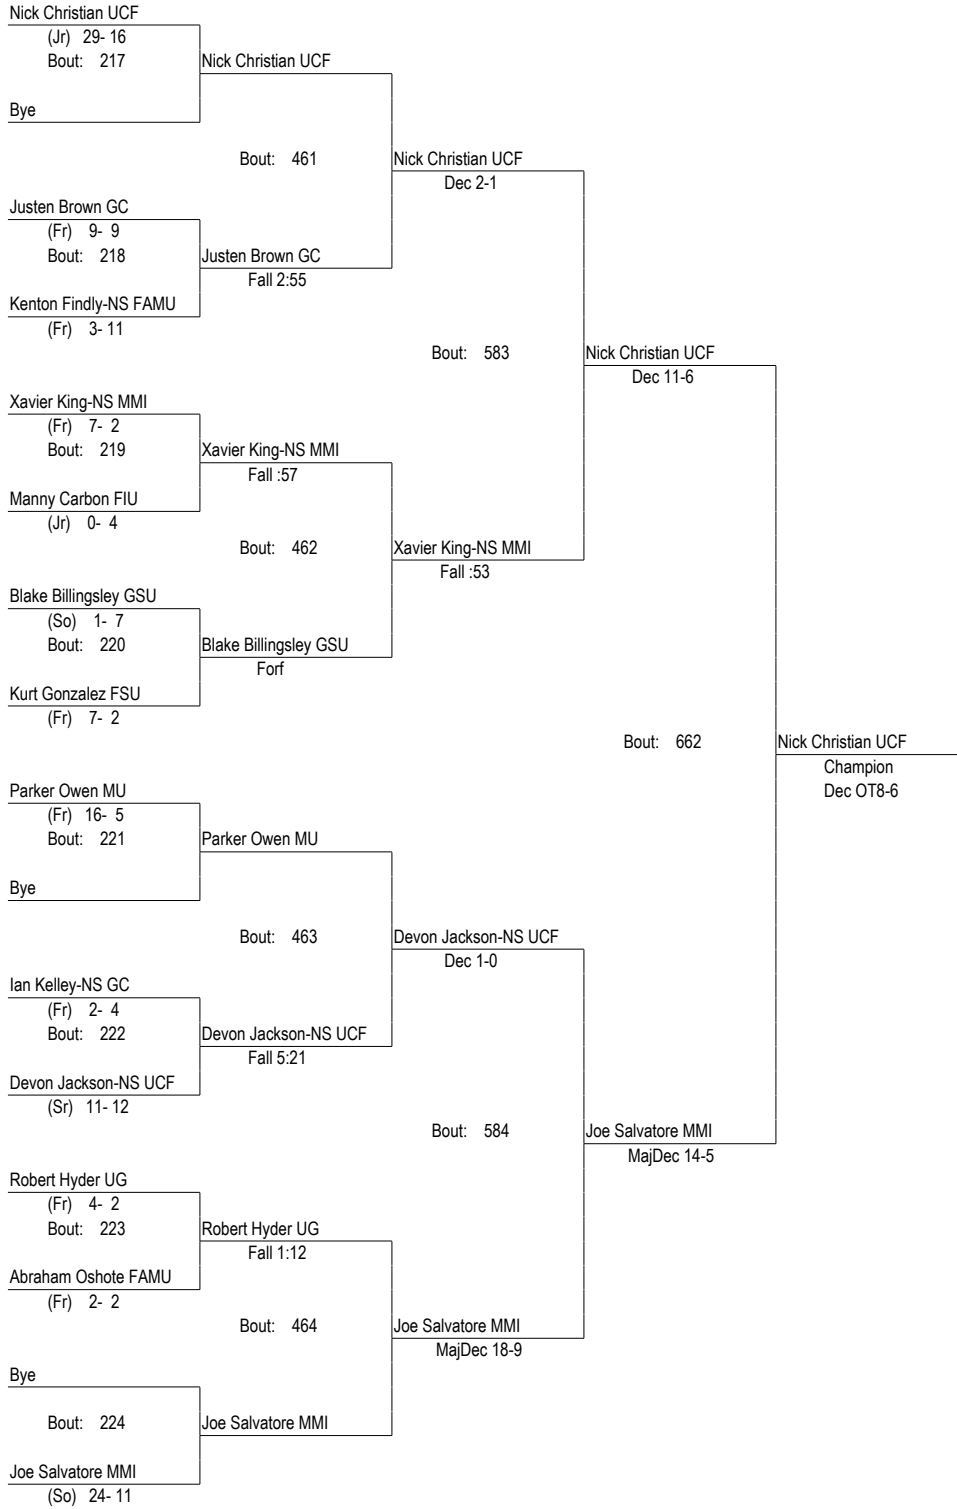 Nick Christian UCF
(Jr) 29- 16
Bout: 217
Nick Christian UCF
Bye
Bout: 461
Nick Christian UCF
Dec 2-1
Justen Brown GC
(Fr) 9- 9
Bout: 218
Justen Brown GC
Fall 2:55
Kenton Findly-NS FAMU
(Fr) 3- 11
Bout: 583
Nick Christian UCF
Dec 11-6
Xavier King-NS MMI
(Fr) 7- 2
Bout: 219
Xavier King-NS MMI
Fall :57
Manny Carbon FIU
(Jr) 0- 4
Bout: 462
Xavier King-NS MMI
Fall :53
Blake Billingsley GSU
(So) 1- 7
Bout: 220
Blake Billingsley GSU
Forf
Kurt Gonzalez FSU
(Fr) 7- 2
Bout: 662
Nick Christian UCF
Champion
Dec OT8-6
Parker Owen MU
(Fr) 16- 5
Bout: 221
Parker Owen MU
Bye
Bout: 463
Devon Jackson-NS UCF
Dec 1-0
Ian Kelley-NS GC
(Fr) 2- 4
Bout: 222
Devon Jackson-NS UCF
Fall 5:21
Devon Jackson-NS UCF
(Sr) 11- 12
Bout: 584
Joe Salvatore MMI
MajDec 14-5
Robert Hyder UG
(Fr) 4- 2
Bout: 223
Robert Hyder UG
Fall 1:12
Abraham Oshote FAMU
(Fr) 2- 2
Bout: 464
Joe Salvatore MMI
MajDec 18-9
Bye
Bout: 224
Joe Salvatore MMI
Joe Salvatore MMI
(So) 24- 11